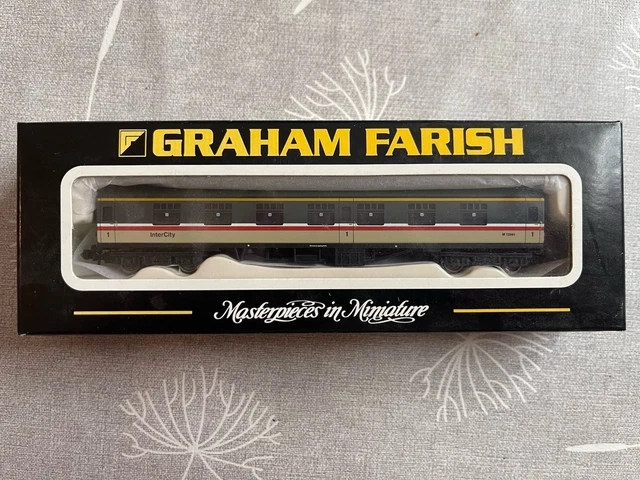 GRAHAM FARISH
1 InterCity 1 1
Masterpieces in Miniature